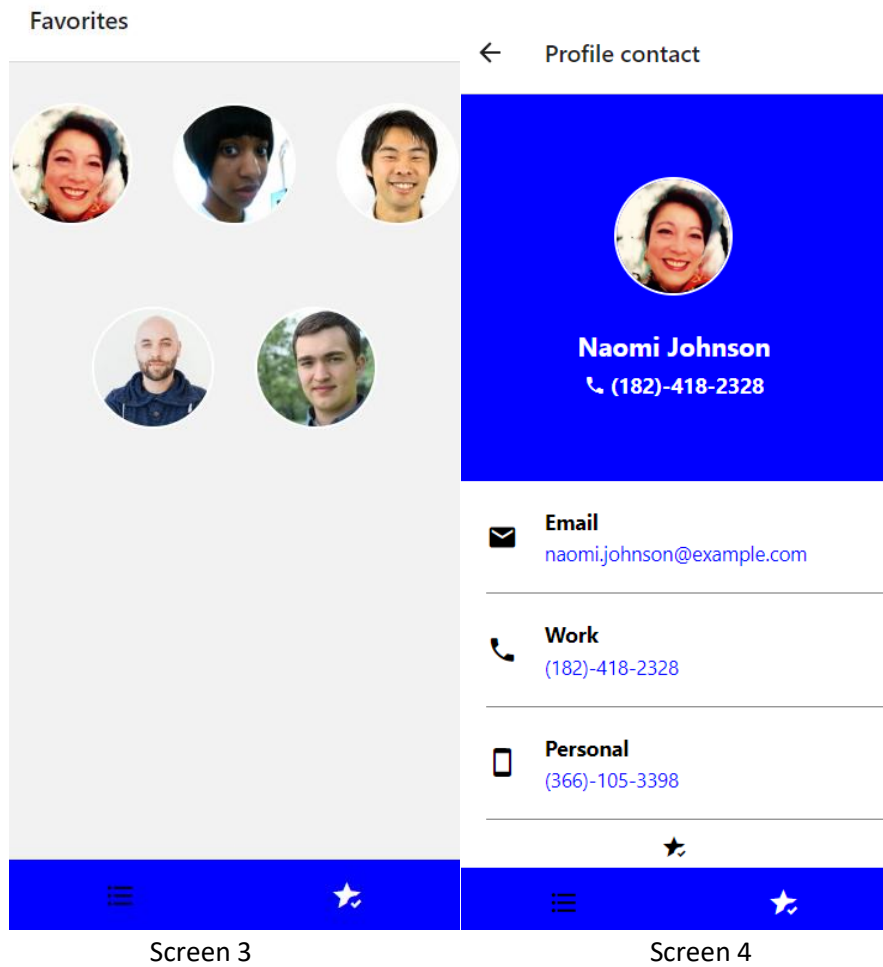 Favorites
Profile contact
Naomi Johnson
(182)-418-2328
Email
naomi.johnson@example.com
Work
(182)-418-2328
Personal
(366)-105-3398
Screen 3
Screen 4